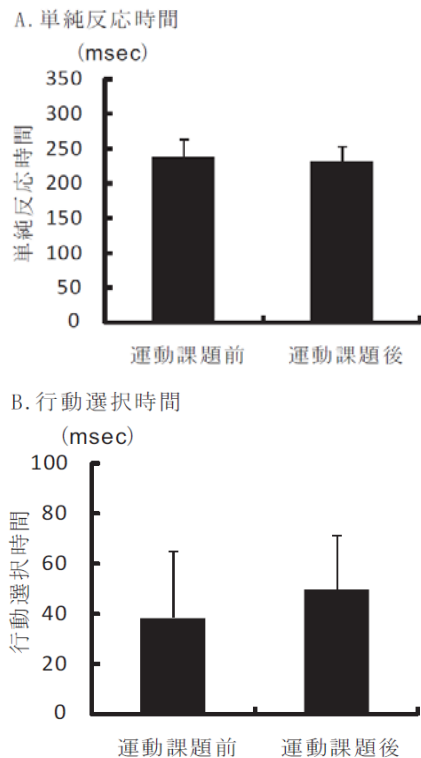 A.単純反応時間
(msec)
350
300
250
200
150
100
50
0
単純反応時間
運動課題前
運動課題後
B.行動選択時間
(msec)
100
80
60
40
20
0
行動選択時間
運動課題前
運動課題後